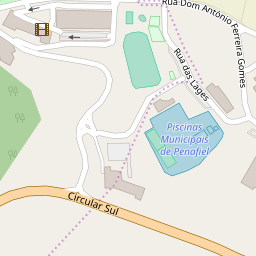 Rua Dom António Ferreira Gomes
Rua das Lages
Piscinas
Municipais
de Penafiel
Circular Sul